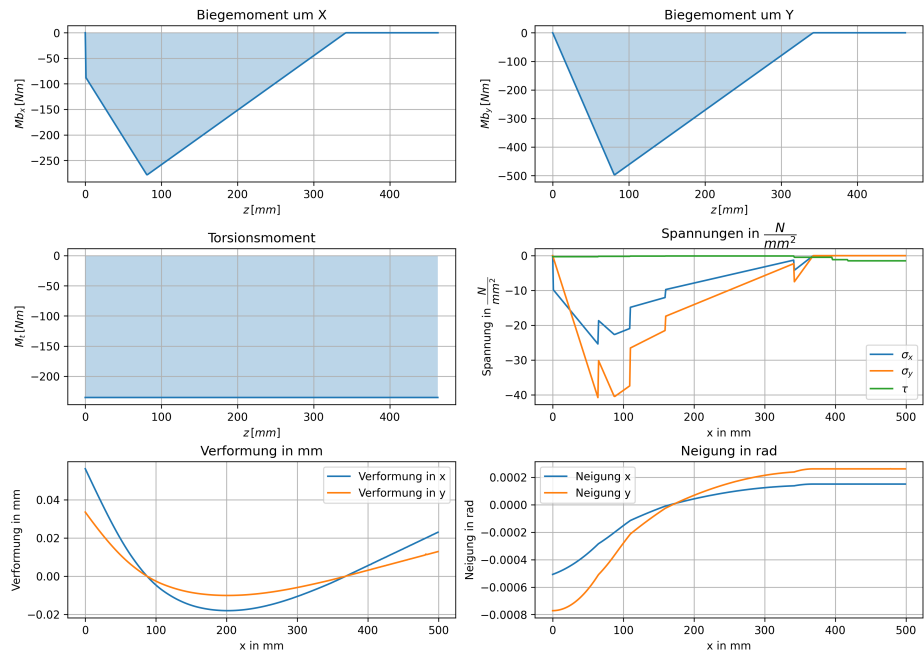 Biegemoment um X
0
−50
−100
−150
−200
−250
Mbₓ [Nm]
0 100 200 300 400
z [mm]
Biegemoment um Y
0
−100
−200
−300
−400
−500
Mb_y [Nm]
0 100 200 300 400
z [mm]
Torsionsmoment
0
−50
−100
−150
−200
M_t [Nm]
0 100 200 300 400
z [mm]
Spannungen in N/mm²
0
−10
−20
−30
−40
Spannung in N/mm²
σₓ
σ_y
τ
0 100 200 300 400 500
x in mm
Verformung in mm
0.04
0.02
0.00
−0.02
Verformung in mm
Verformung in x
Verformung in y
0 100 200 300 400 500
x in mm
Neigung in rad
0.0002
0.0000
−0.0002
−0.0004
−0.0006
−0.0008
Neigung in rad
Neigung x
Neigung y
0 100 200 300 400 500
x in mm